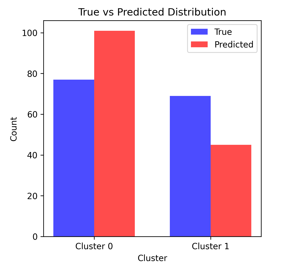 True vs Predicted Distribution
True
Predicted
100
80
60
40
20
0
Count
Cluster 0
Cluster 1
Cluster